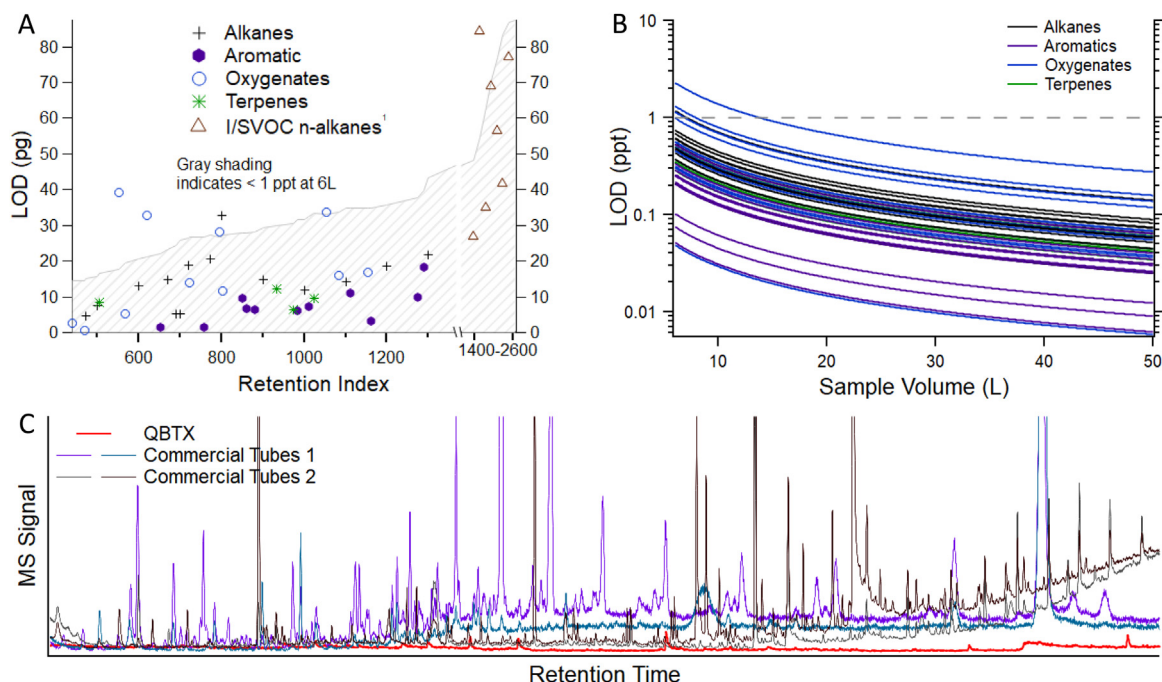 A
Alkanes
Aromatic
Oxygenates
Terpenes
I/SVOC n-alkanes¹
Gray shading
indicates < 1 ppt at 6L
LOD (pg)
80
70
60
50
40
30
20
10
0
80
70
60
50
40
30
20
10
0
600
800
1000
1200
1400-2600
Retention Index
B
Alkanes
Aromatics
Oxygenates
Terpenes
LOD (ppt)
10
1
0.1
0.01
10
20
30
40
50
Sample Volume (L)
C
QBTX
Commercial Tubes 1
Commercial Tubes 2
MS Signal
Retention Time